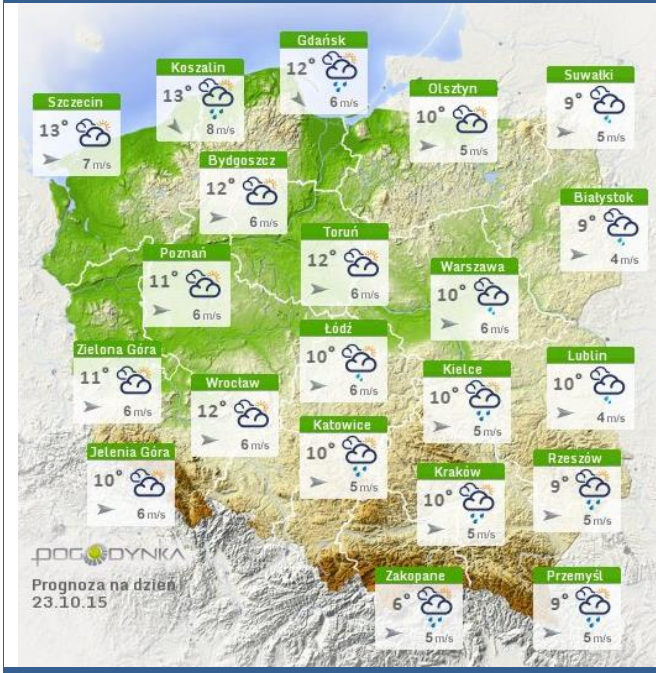 Gdańsk
12°
6 m/s
Koszalin
13°
8 m/s
Suwałki
9°
5 m/s
Olsztyn
10°
5 m/s
Szczecin
13°
7 m/s
Bydgoszcz
12°
6 m/s
Białystok
9°
4 m/s
Toruń
12°
6 m/s
Poznań
11°
6 m/s
Warszawa
10°
6 m/s
Łódź
10°
6 m/s
Zielona Góra
11°
6 m/s
Lublin
10°
4 m/s
Kielce
10°
5 m/s
Wrocław
12°
6 m/s
Katowice
10°
5 m/s
Jelenia Góra
10°
6 m/s
Rzeszów
9°
5 m/s
Kraków
10°
5 m/s
POGODYNKA
Prognoza na dzień
23.10.15
Zakopane
6°
5 m/s
Przemyśl
9°
5 m/s